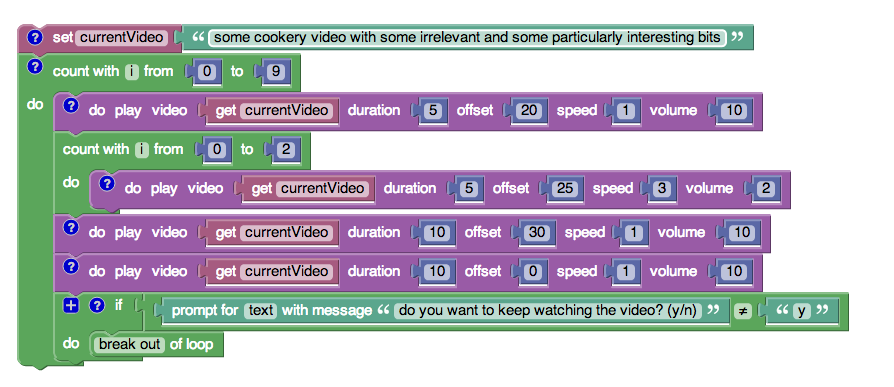 ? set currentVideo “ some cookery video with some irrelevant and some particularly interesting bits ”
? count with i from 0 to 9
do ? do play video get currentVideo duration 5 offset 20 speed 1 volume 10
count with i from 0 to 2
do ? do play video get currentVideo duration 5 offset 25 speed 3 volume 2
? do play video get currentVideo duration 10 offset 30 speed 1 volume 10
? do play video get currentVideo duration 10 offset 0 speed 1 volume 10
+ ? if prompt for text with message “ do you want to keep watching the video? (y/n) ” ≠ “ y ”
do break out of loop